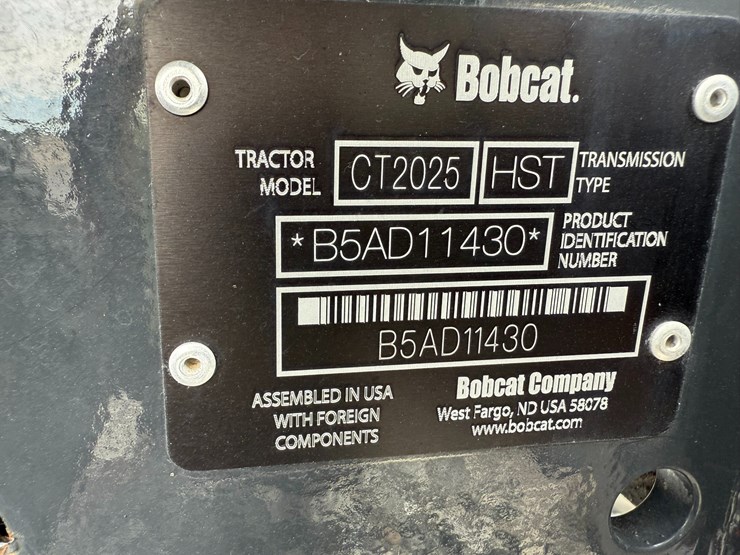 Bobcat.
TRACTOR MODEL CT2025 HST TRANSMISSION TYPE
*B5AD11430* PRODUCT IDENTIFICATION NUMBER
B5AD11430
ASSEMBLED IN USA
WITH FOREIGN
COMPONENTS
Bobcat Company
West Fargo, ND USA 58078
www.bobcat.com